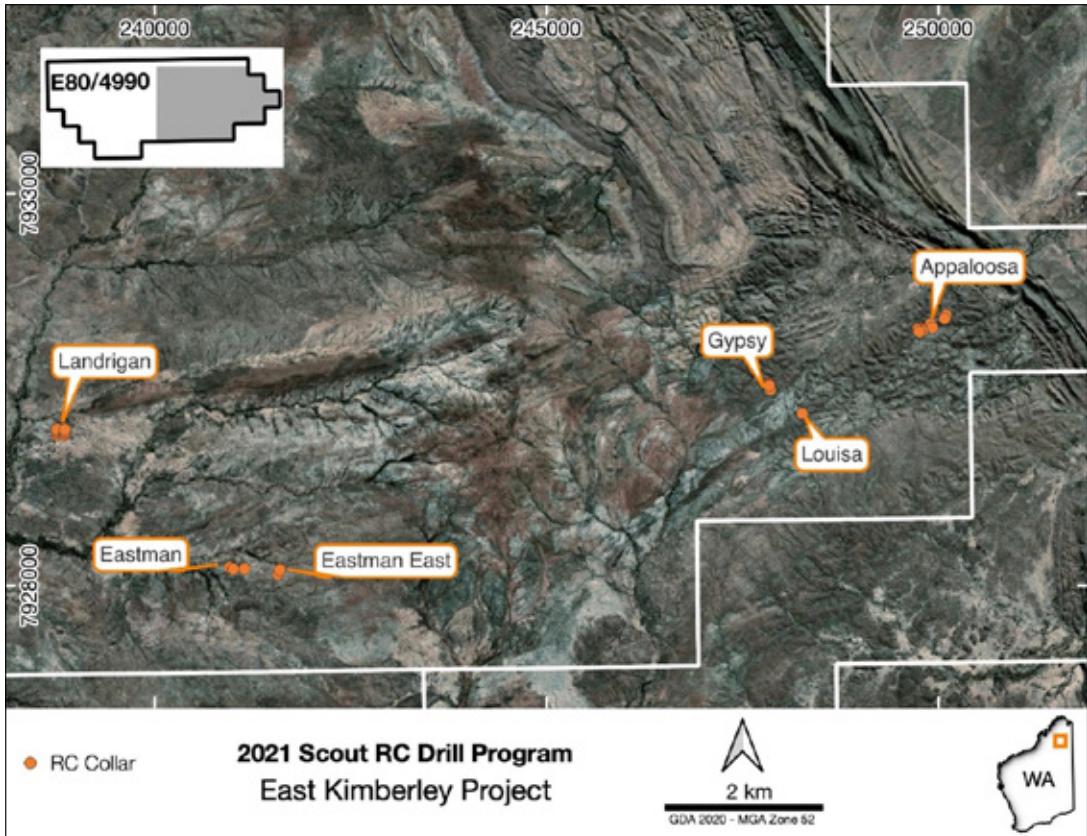 240000
245000
250000
E80/4990
7933000
Appaloosa
Gypsy
Landrigan
Louisa
Eastman
Eastman East
7928000
RC Collar
2021 Scout RC Drill Program
East Kimberley Project
2 km
GDA 2020 - MGA Zone 52
WA